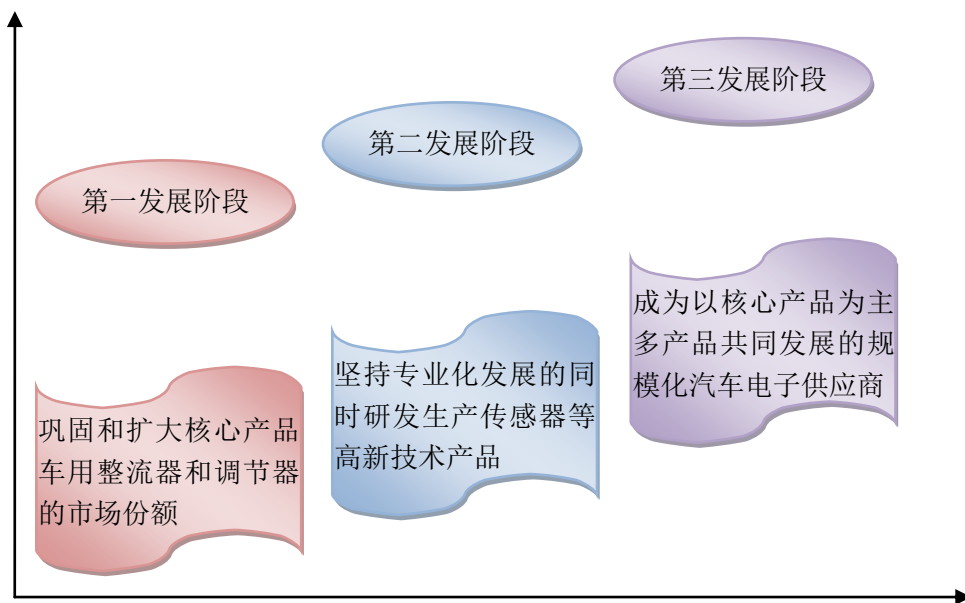 第三发展阶段
第二发展阶段
第一发展阶段
成为以核心产品为主
多产品共同发展的规
模化汽车电子供应商
坚持专业化发展的同
时研发生产传感器等
高新技术产品
巩固和扩大核心产品
车用整流器和调节器
的市场份额